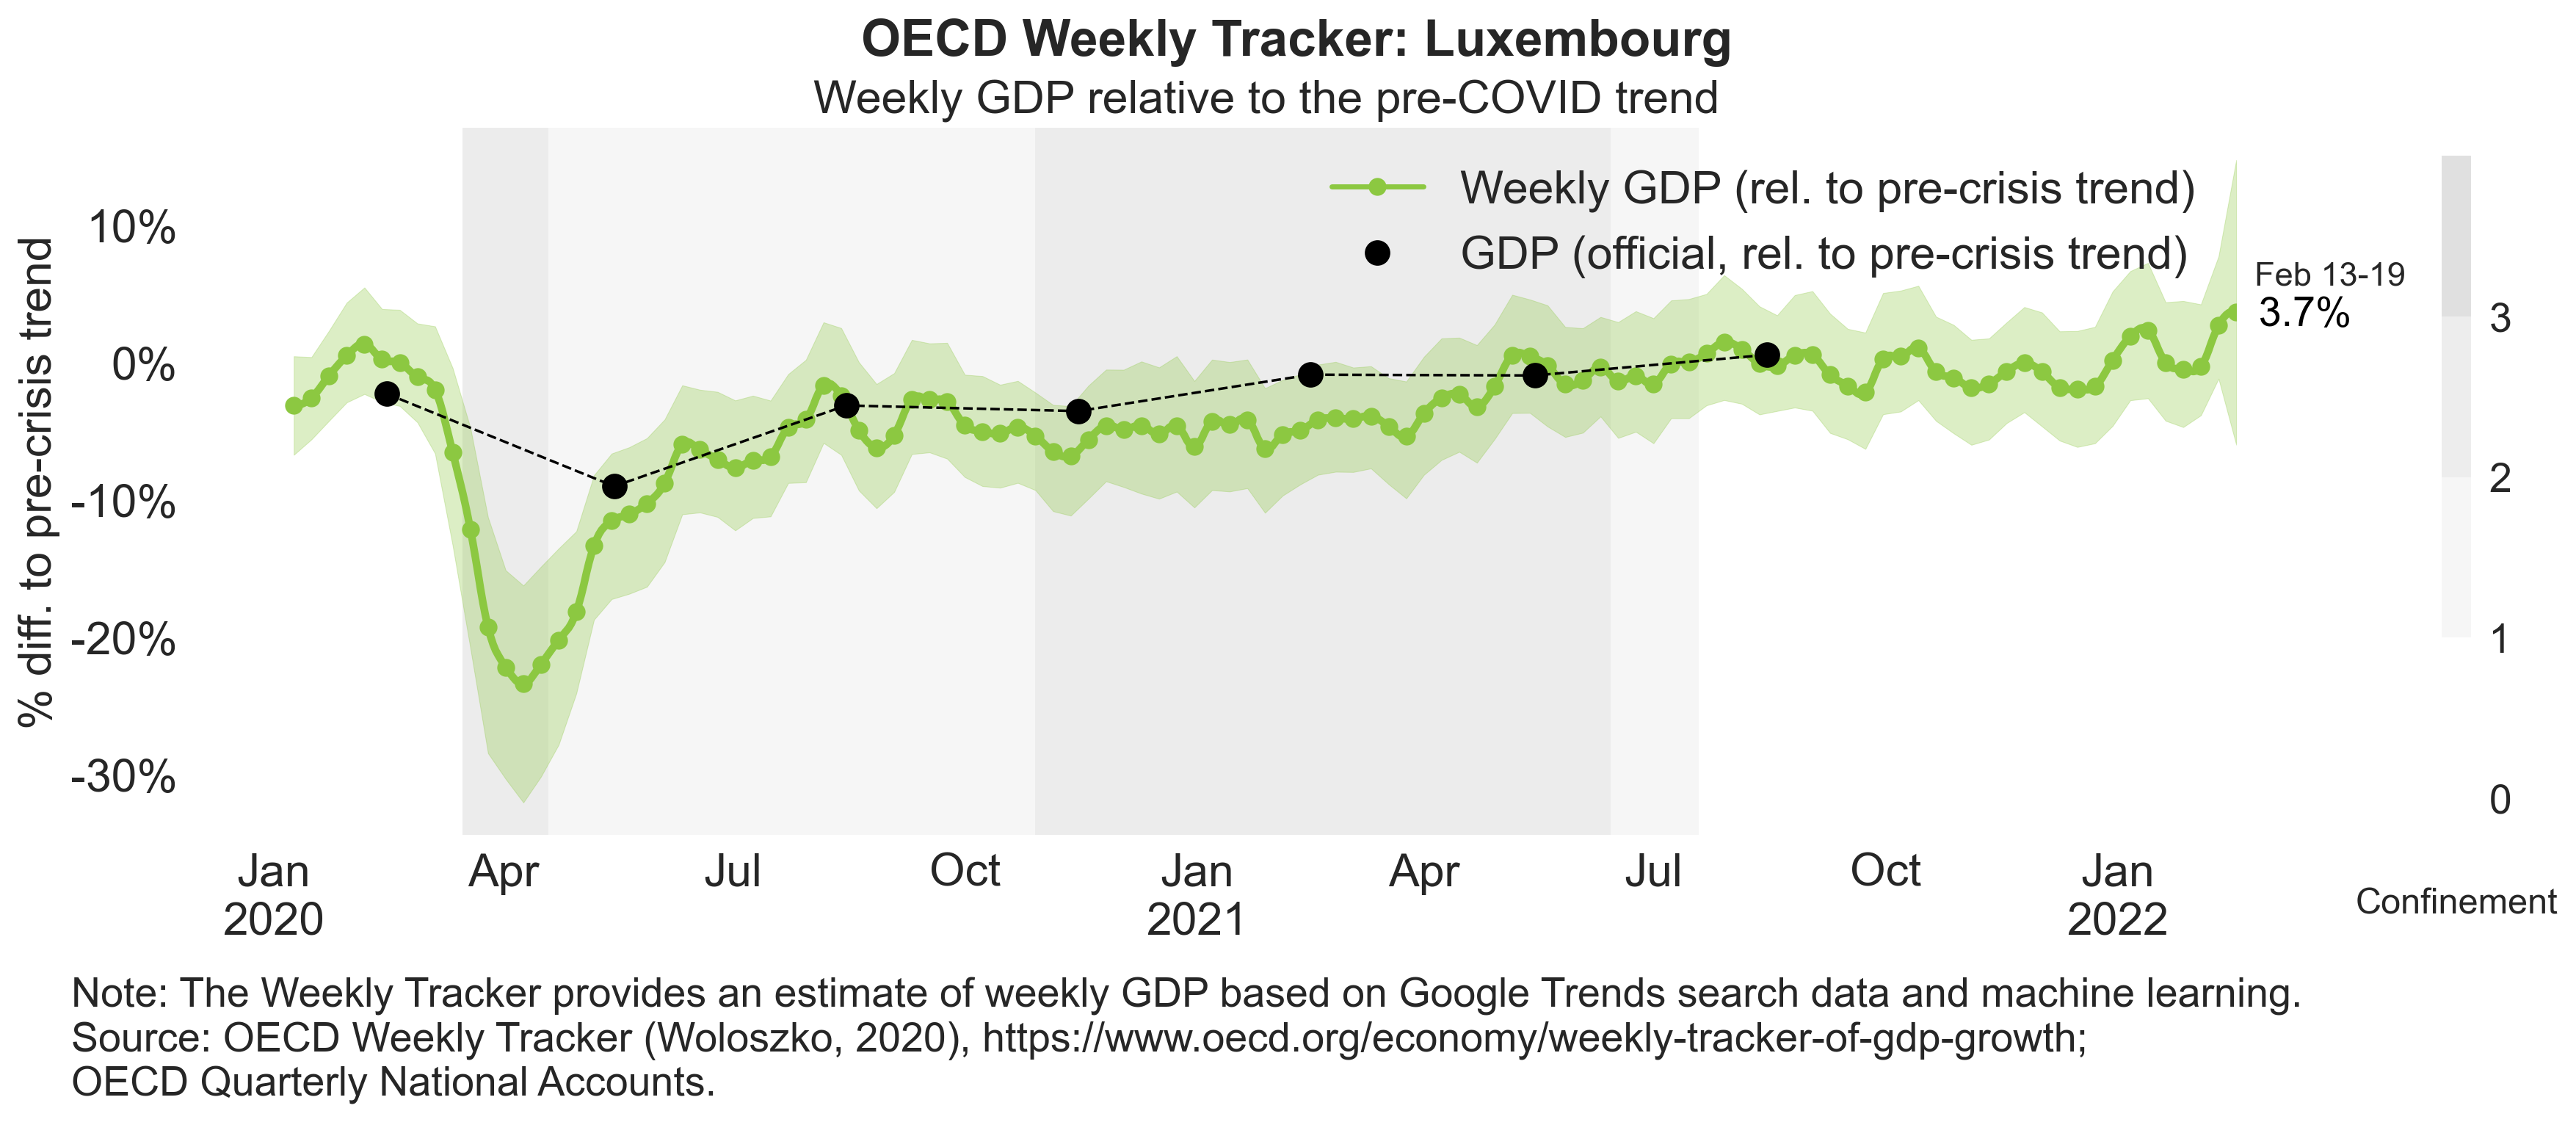 OECD Weekly Tracker: Luxembourg
Weekly GDP relative to the pre-COVID trend
% diff. to pre-crisis trend
10%
0%
-10%
-20%
-30%
Weekly GDP (rel. to pre-crisis trend)
GDP (official, rel. to pre-crisis trend)
Feb 13-19
3.7%
3
2
1
0
Confinement
Jan Apr Jul Oct Jan Apr Jul Oct Jan
2020 2021 2022
Note: The Weekly Tracker provides an estimate of weekly GDP based on Google Trends search data and machine learning.
Source: OECD Weekly Tracker (Woloszko, 2020), https://www.oecd.org/economy/weekly-tracker-of-gdp-growth;
OECD Quarterly National Accounts.